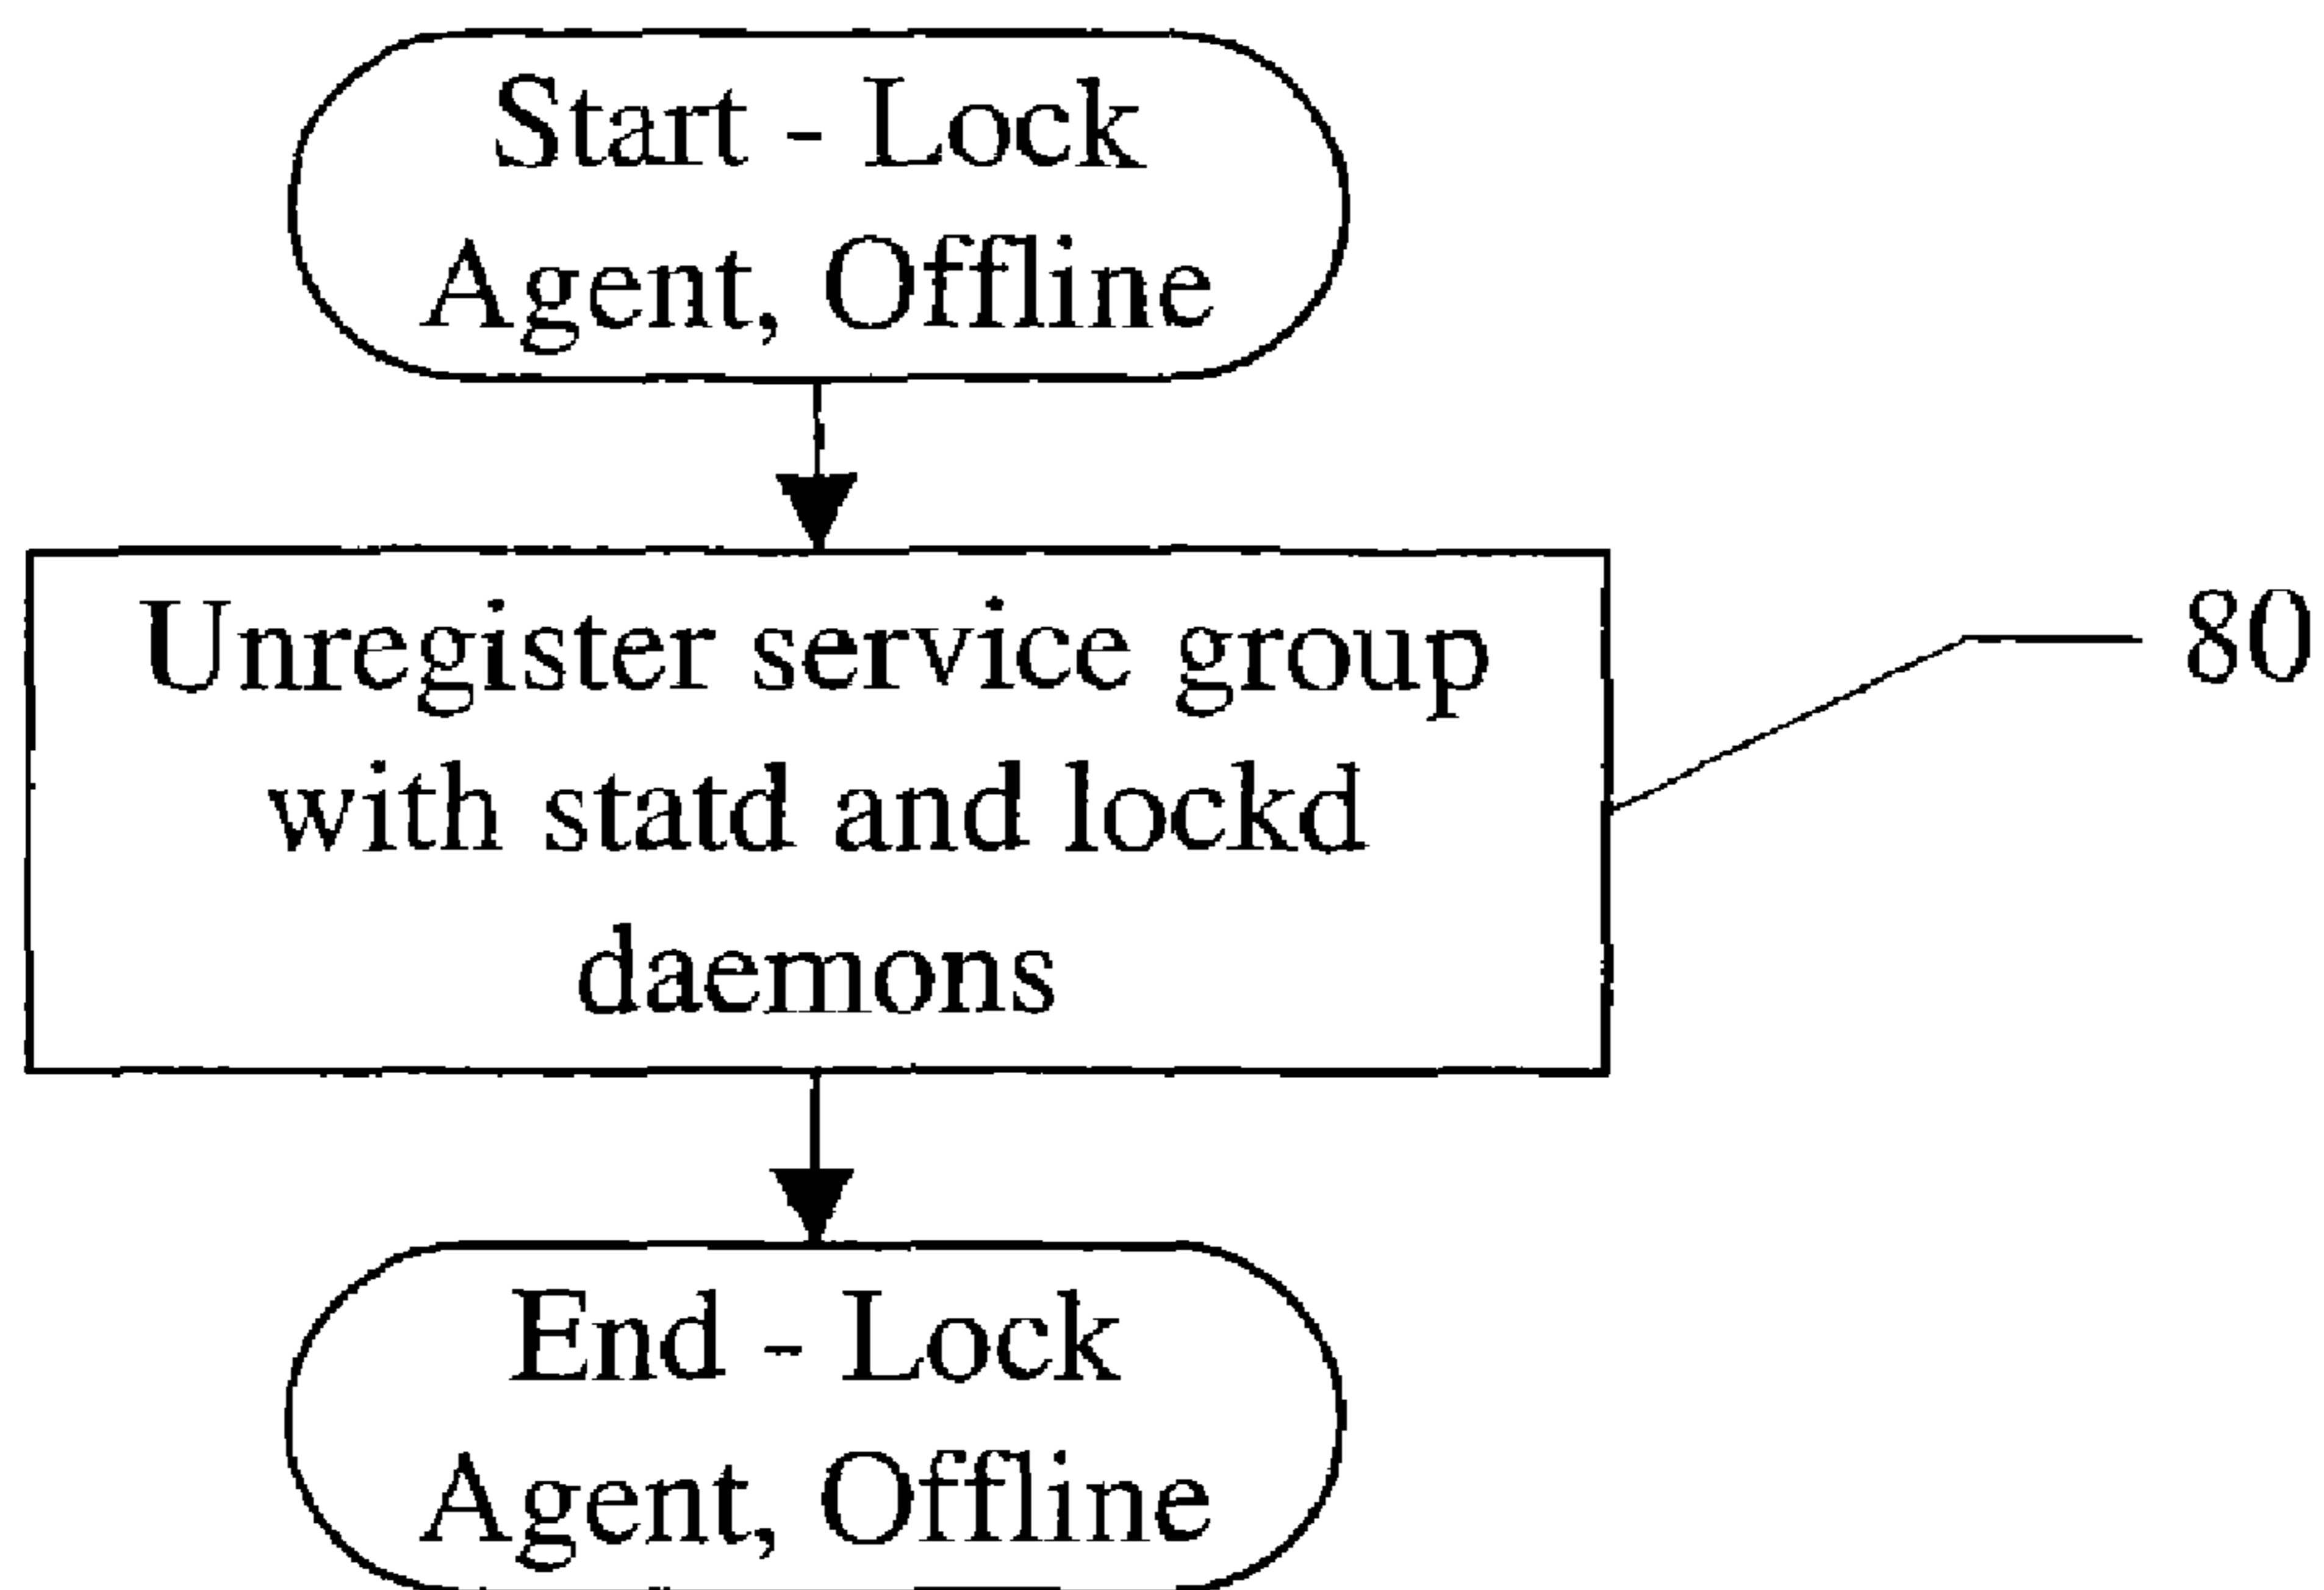 Start - Lock
Agent, Offline
Unregister service group
with statd and lockd
daemons
80
End - Lock
Agent, Offline